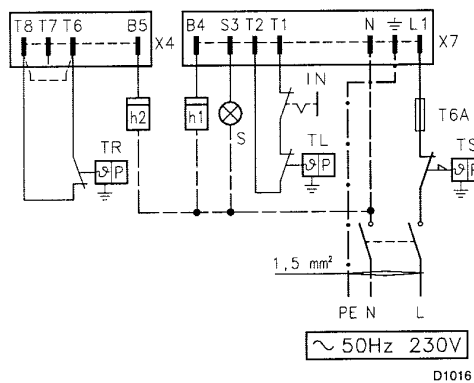 T8 T7 T6 B5 X4
B4 S3 T2 T1 N L1 X7
IN
T6A
h2 h1
S
TR ϑ P
TL ϑ P
TS ϑ P
1,5 mm²
PE N L
~ 50Hz 230V
D1016